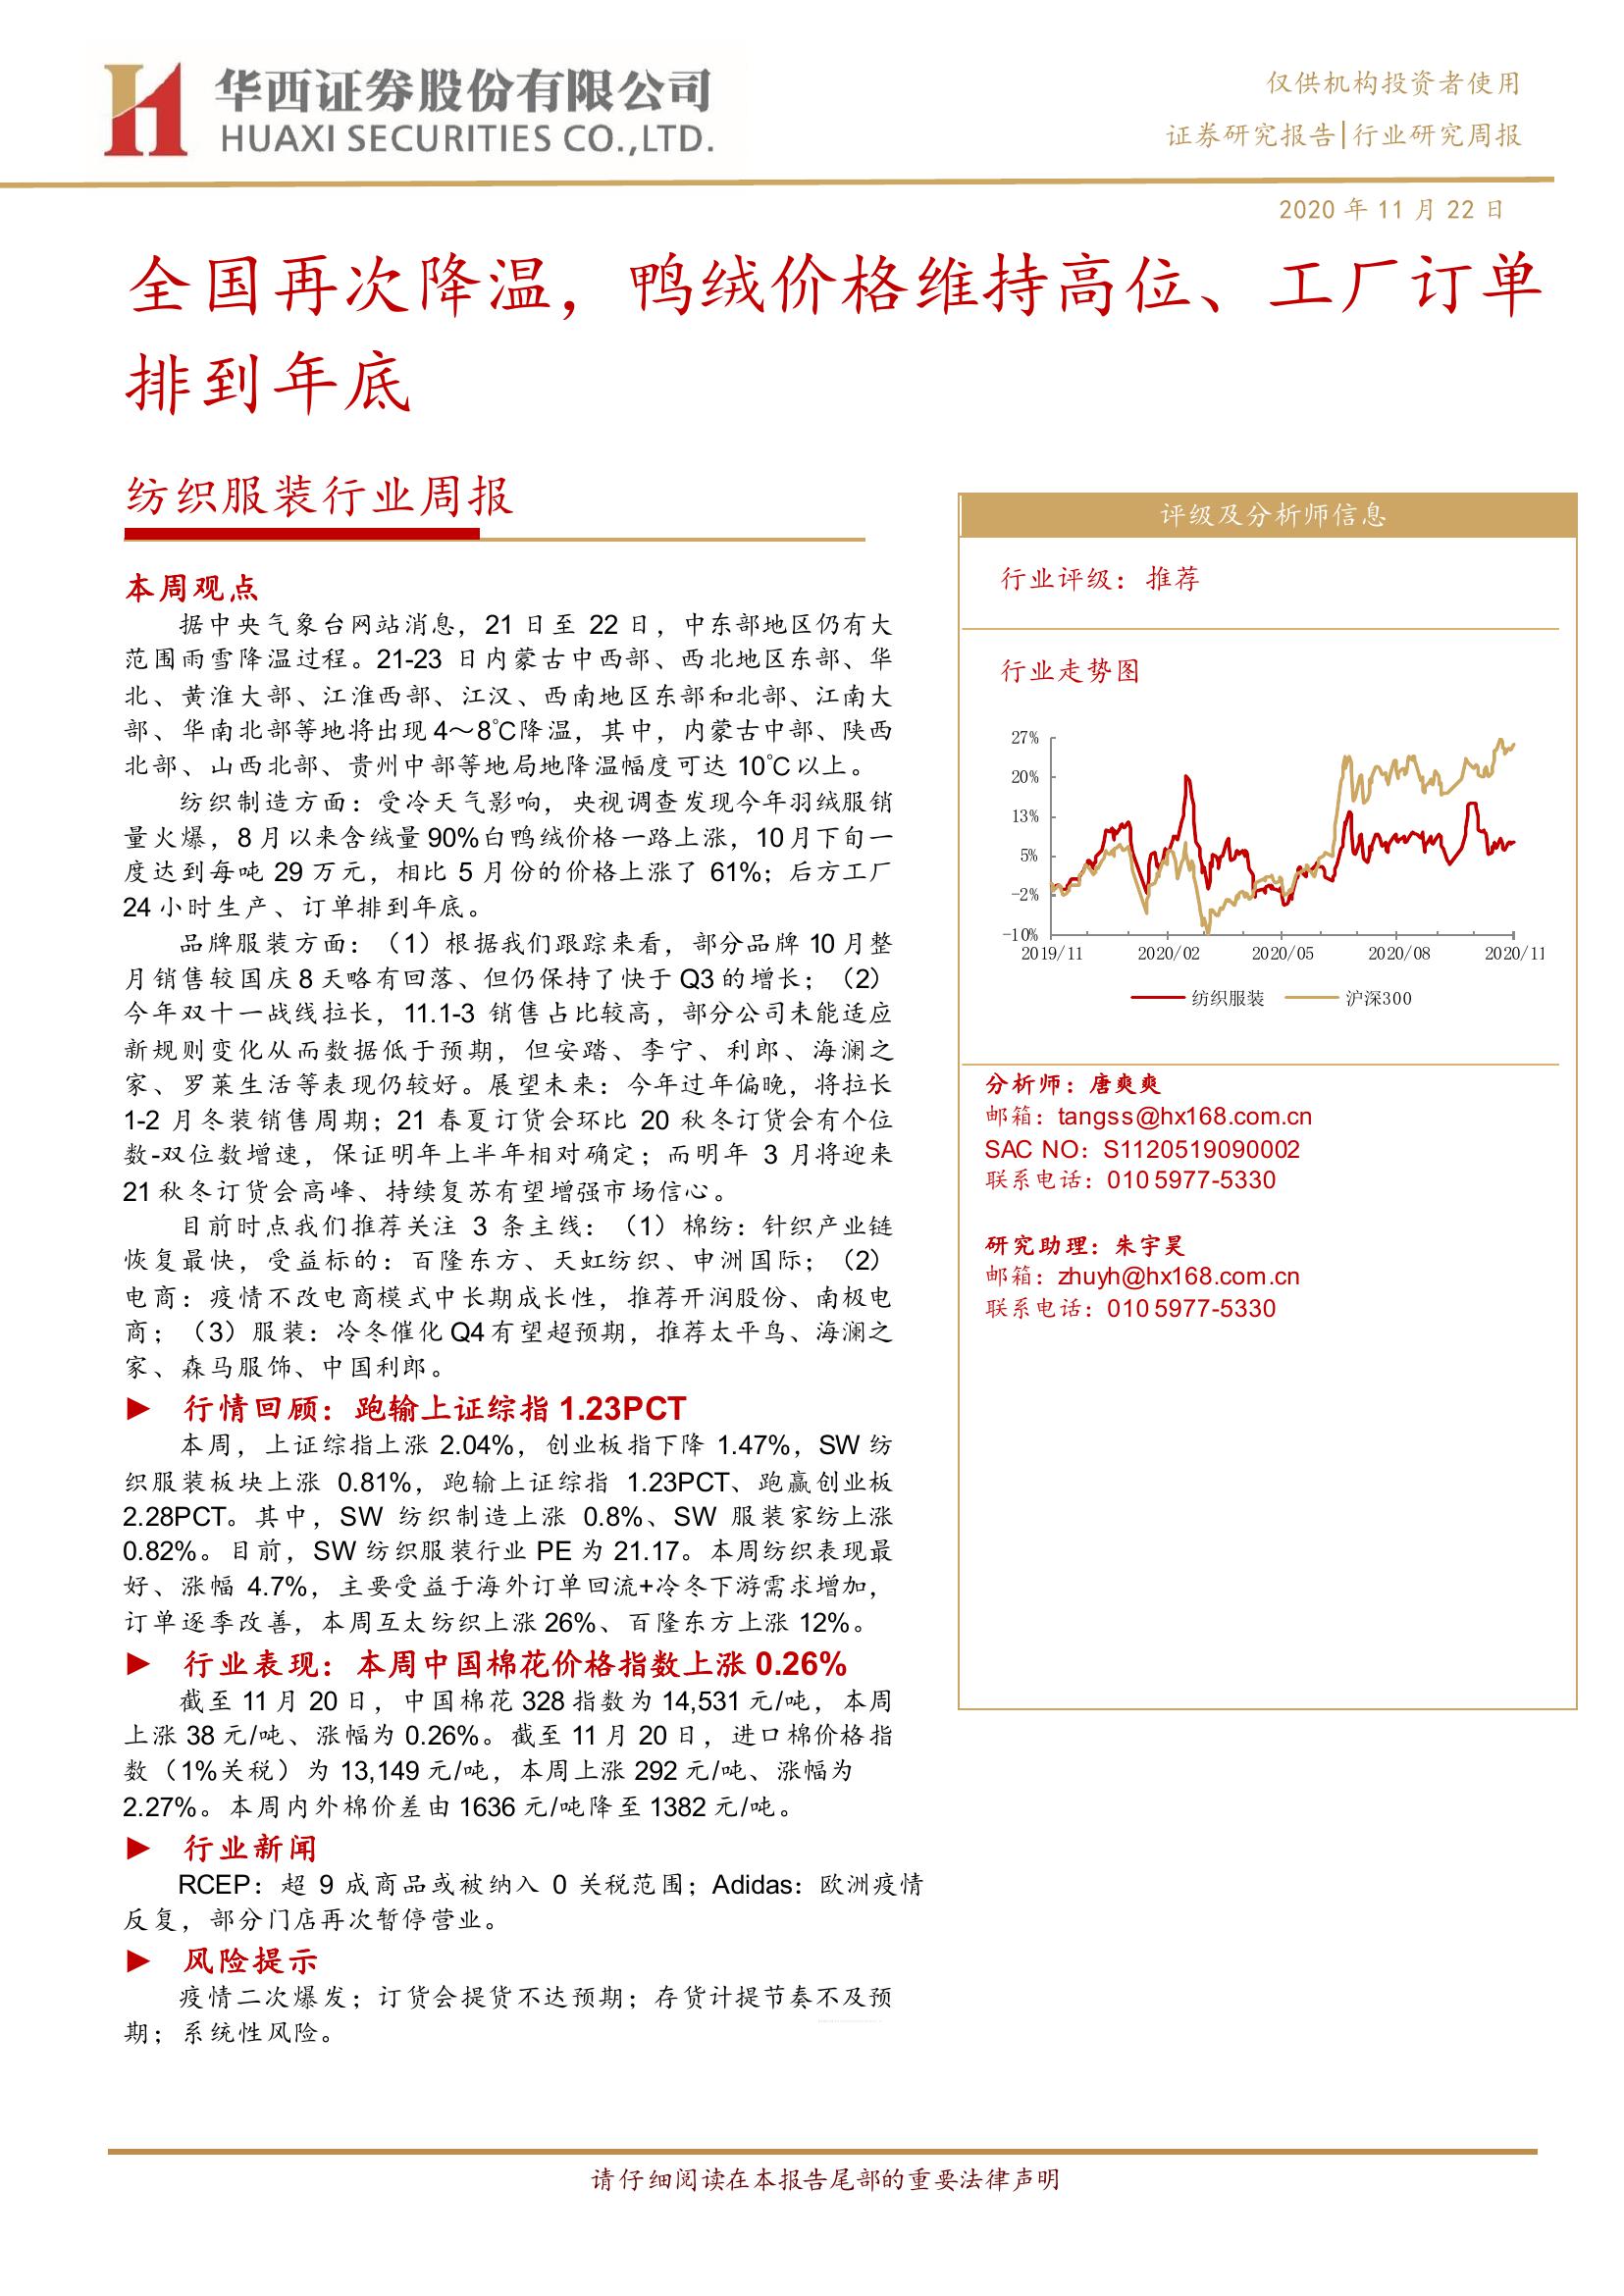 华西证券股份有限公司
HUAXI SECURITIES CO.,LTD.
仅供机构投资者使用
证券研究报告|行业研究周报
2020 年 11 月 22 日
全国再次降温，鸭绒价格维持高位、工厂订单
排到年底
纺织服装行业周报
本周观点
据中央气象台网站消息，21 日至 22 日，中东部地区仍有大
范围雨雪降温过程。21-23 日内蒙古中西部、西北地区东部、华
北、黄淮大部、江淮西部、江汉、西南地区东部和北部、江南大
部、华南北部等地将出现 4～8℃降温，其中，内蒙古中部、陕西
北部、山西北部、贵州中部等地局地降温幅度可达 10℃以上。
纺织制造方面：受冷天气影响，央视调查发现今年羽绒服销
量火爆，8 月以来含绒量 90%白鸭绒价格一路上涨，10 月下旬一
度达到每吨 29 万元，相比 5 月份的价格上涨了 61%；后方工厂
24 小时生产、订单排到年底。
品牌服装方面：（1）根据我们跟踪来看，部分品牌 10 月整
月销售较国庆 8 天略有回落、但仍保持了快于 Q3 的增长；（2）
今年双十一战线拉长，11.1-3 销售占比较高，部分公司未能适应
新规则变化从而数据低于预期，但安踏、李宁、利郎、海澜之
家、罗莱生活等表现仍较好。展望未来：今年过年偏晚，将拉长
1-2 月冬装销售周期；21 春夏订货会环比 20 秋冬订货会有个位
数-双位数增速，保证明年上半年相对确定；而明年 3 月将迎来
21 秋冬订货会高峰、持续复苏有望增强市场信心。
目前时点我们推荐关注 3 条主线：（1）棉纺：针织产业链
恢复最快，受益标的：百隆东方、天虹纺织、申洲国际；（2）
电商：疫情不改电商模式中长期成长性，推荐开润股份、南极电
商；（3）服装：冷冬催化 Q4 有望超预期，推荐太平鸟、海澜之
家、森马服饰、中国利郎。
► 行情回顾：跑输上证综指 1.23PCT
本周，上证综指上涨 2.04%，创业板指下降 1.47%，SW 纺
织服装板块上涨 0.81%，跑输上证综指 1.23PCT、跑赢创业板
2.28PCT。其中，SW 纺织制造上涨 0.8%、SW 服装家纺上涨
0.82%。目前，SW 纺织服装行业 PE 为 21.17。本周纺织表现最
好、涨幅 4.7%，主要受益于海外订单回流+冷冬下游需求增加，
订单逐季改善，本周互太纺织上涨 26%、百隆东方上涨 12%。
► 行业表现：本周中国棉花价格指数上涨 0.26%
截至 11 月 20 日，中国棉花 328 指数为 14,531 元/吨，本周
上涨 38 元/吨、涨幅为 0.26%。截至 11 月 20 日，进口棉价格指
数（1%关税）为 13,149 元/吨，本周上涨 292 元/吨、涨幅为
2.27%。本周内外棉价差由 1636 元/吨降至 1382 元/吨。
► 行业新闻
RCEP：超 9 成商品或被纳入 0 关税范围；Adidas：欧洲疫情
反复，部分门店再次暂停营业。
► 风险提示
疫情二次爆发；订货会提货不达预期；存货计提节奏不及预
期；系统性风险。
评级及分析师信息
行业评级：推荐
行业走势图
27%
20%
13%
5%
-2%
-10%
2019/11 2020/02 2020/05 2020/08 2020/11
纺织服装 沪深300
分析师：唐爽爽
邮箱：tangss@hx168.com.cn
SAC NO：S1120519090002
联系电话：010 5977-5330
研究助理：朱宇昊
邮箱：zhuyh@hx168.com.cn
联系电话：010 5977-5330
请仔细阅读在本报告尾部的重要法律声明